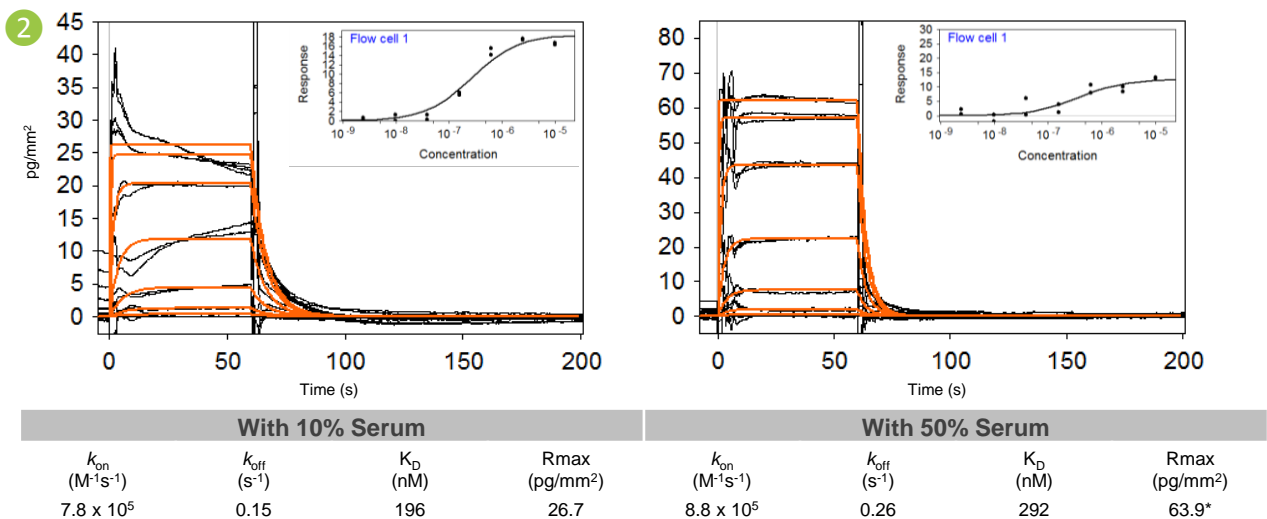 2
45
40
35
30
25
20
15
10
5
0
pg/mm²
0 50 100 150 200
Time (s)
Flow cell 1
Response
18
16
14
12
10
8
6
4
2
0
10⁻⁹ 10⁻⁸ 10⁻⁷ 10⁻⁶ 10⁻⁵
Concentration
80
70
60
50
40
30
20
10
0
0 50 100 150 200
Time (s)
Flow cell 1
Response
30
25
20
15
10
5
0
10⁻⁹ 10⁻⁸ 10⁻⁷ 10⁻⁶ 10⁻⁵
Concentration
With 10% Serum
kon koff KD Rmax
(M⁻¹s⁻¹) (s⁻¹) (nM) (pg/mm²)
7.8 x 10⁵ 0.15 196 26.7
With 50% Serum
kon koff KD Rmax
(M⁻¹s⁻¹) (s⁻¹) (nM) (pg/mm²)
8.8 x 10⁵ 0.26 292 63.9*